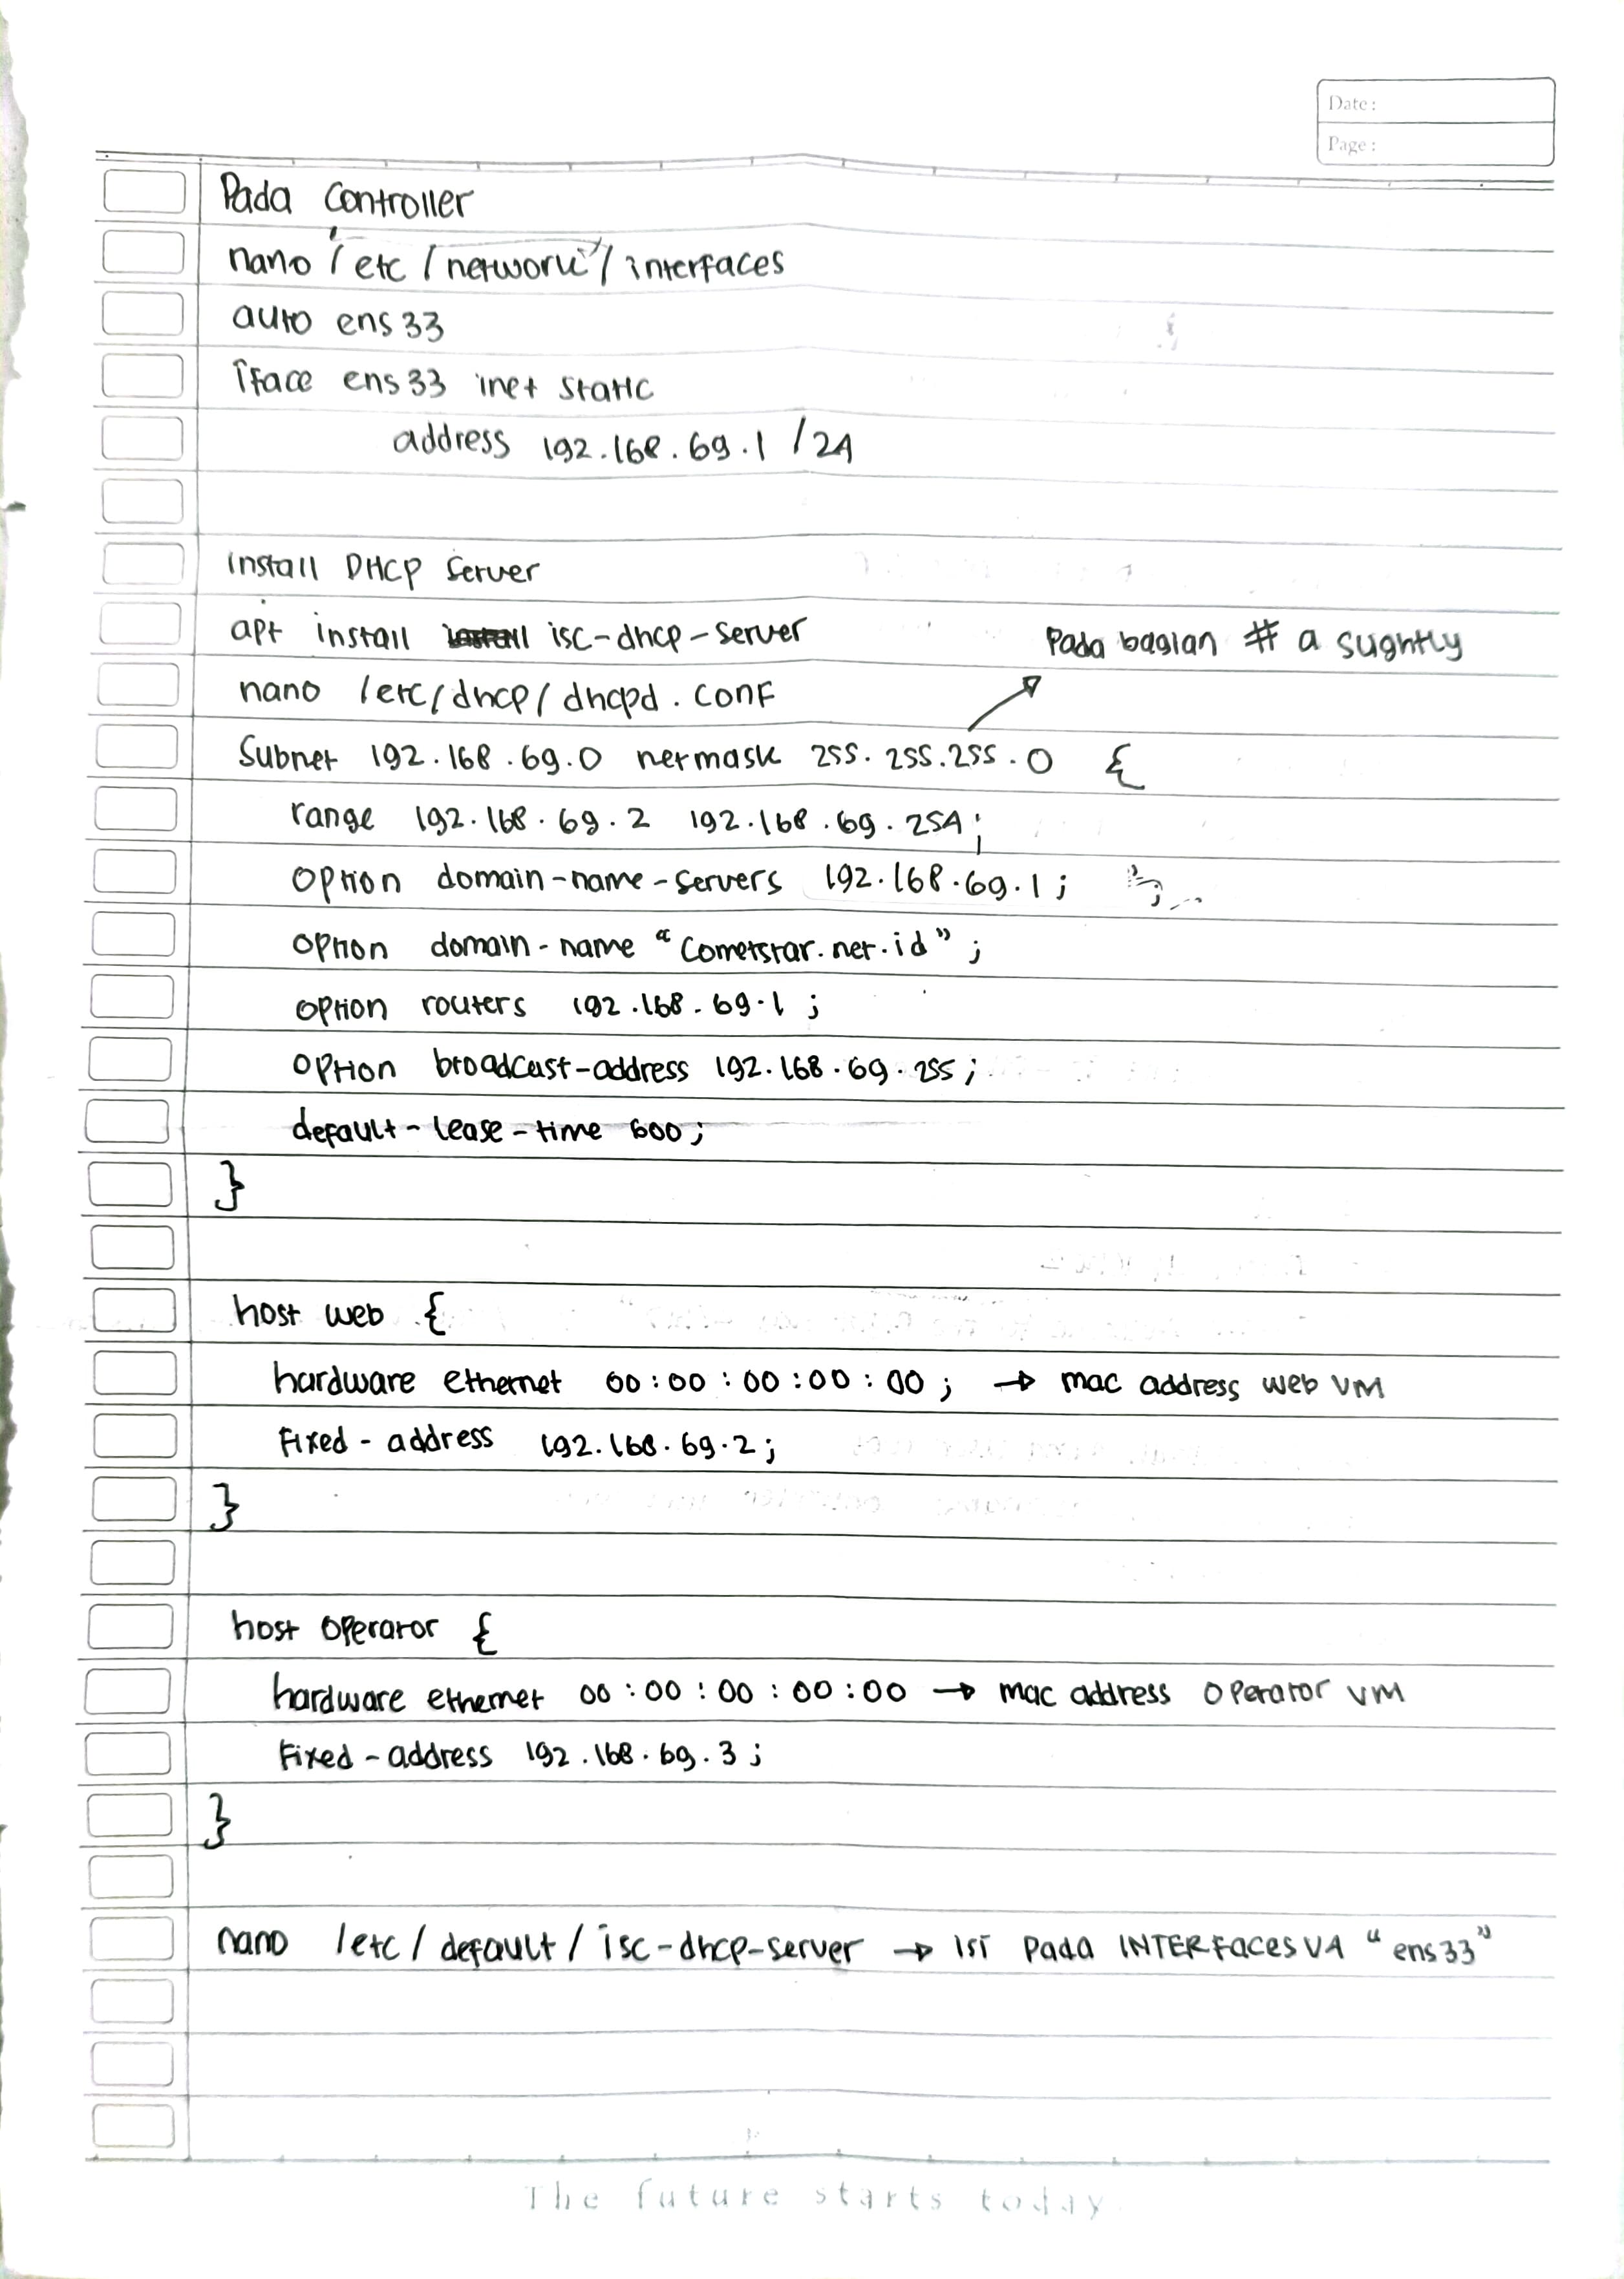 Date:
Page:
Pada Controller
nano /etc/network/interfaces
auto ens33
iface ens33 inet static
address 192.168.69.1 /24
install DHCP Server
apt install isc-dhcp-server
Pada bagian # a slightly
nano /etc/dhcp/dhcpd.conf
Subnet 192.168.69.0 netmask 255.255.255.0 {
range 192.168.69.2 192.168.69.254;
option domain-name-servers 192.168.69.1;
option domain-name "Cometstar.net.id";
option routers 192.168.69.1;
option broadcast-address 192.168.69.255;
default-lease-time 600;
}
host web {
hardware ethernet 00:00:00:00:00; → mac address web VM
fixed-address 192.168.69.2;
}
host operator {
hardware ethernet 00:00:00:00:00 → mac address operator VM
fixed-address 192.168.69.3;
}
nano /etc/default/isc-dhcp-server → isi pada INTERFACESV4 "ens33"
The future starts today